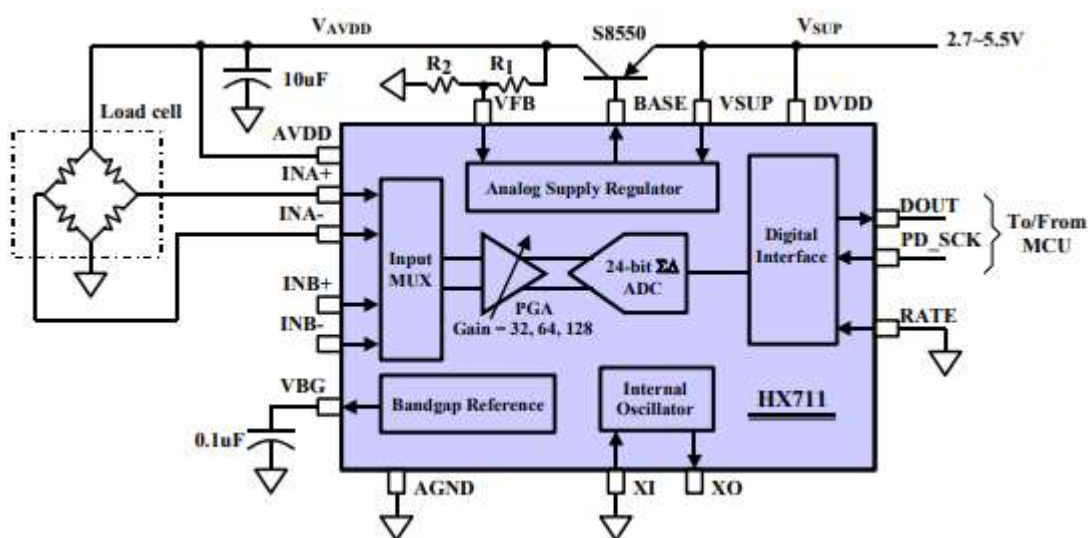 V_AVDD
S8550
V_SUP
2.7~5.5V
10uF
R2
R1
VFB
BASE
VSUP
DVDD
Load cell
AVDD
INA+
INA-
INB+
INB-
VBG
0.1uF
Analog Supply Regulator
Input
MUX
PGA
Gain = 32, 64, 128
24-bit ΣΔ
ADC
Digital
Interface
DOUT
PD_SCK
To/From
MCU
RATE
Bandgap Reference
Internal
Oscillator
HX711
AGND
XI
XO